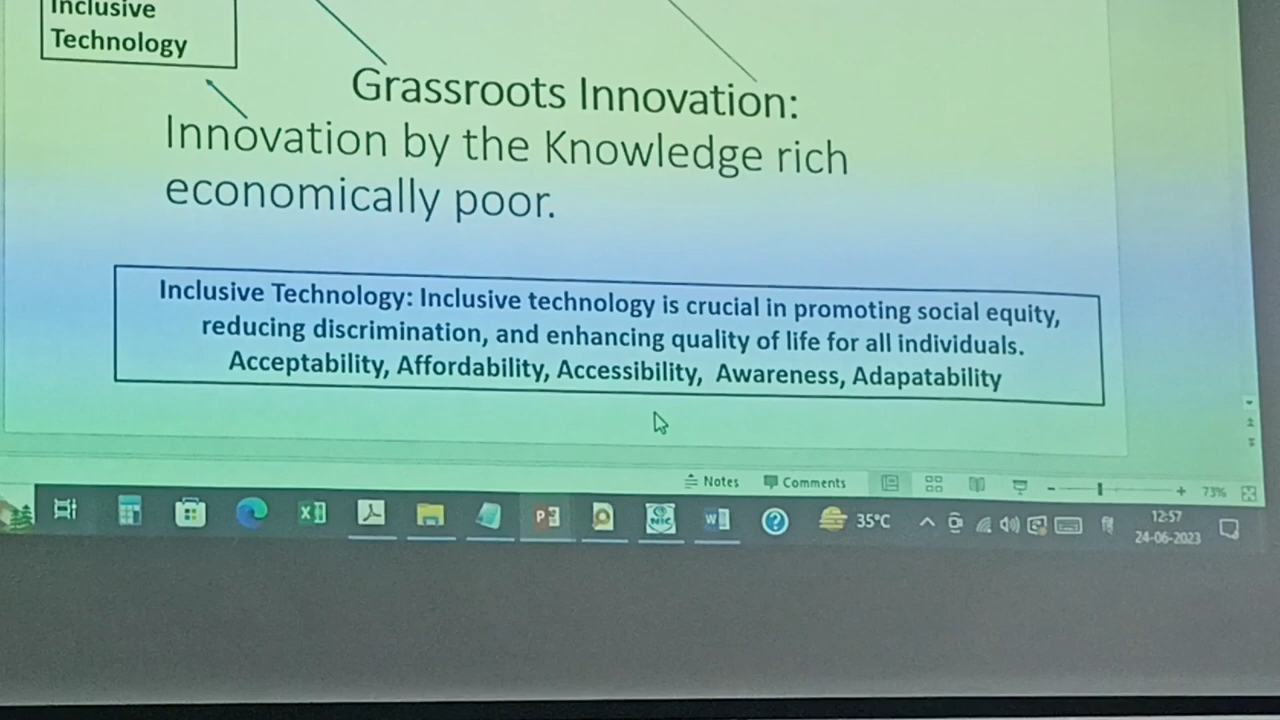 Inclusive
Technology
Grassroots Innovation:
Innovation by the Knowledge rich
economically poor.
Inclusive Technology: Inclusive technology is crucial in promoting social equity,
reducing discrimination, and enhancing quality of life for all individuals.
Acceptability, Affordability, Accessibility, Awareness, Adapatability
Notes
Comments
73%
NIC
35°C
12:57
24-06-2023